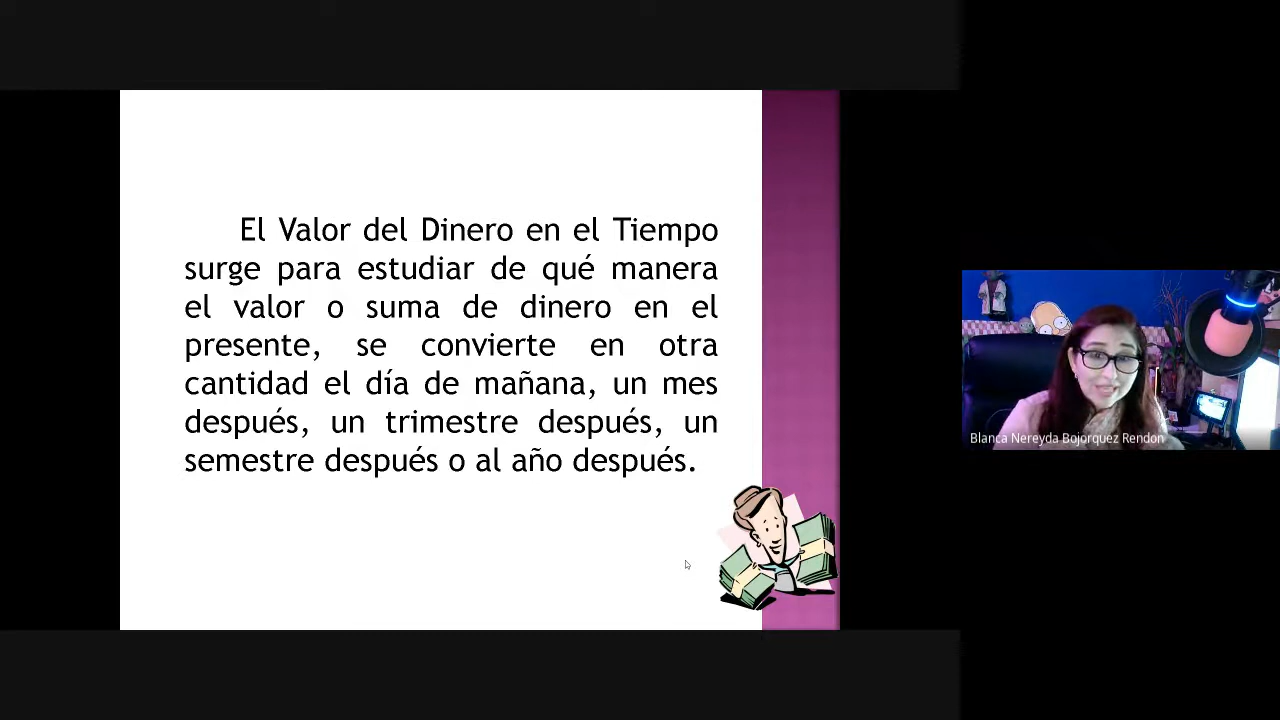 El Valor del Dinero en el Tiempo
surge para estudiar de qué manera
el valor o suma de dinero en el
presente, se convierte en otra
cantidad el día de mañana, un mes
después, un trimestre después, un
semestre después o al año después.
Blanca Nereyda Bojorquez Rendon